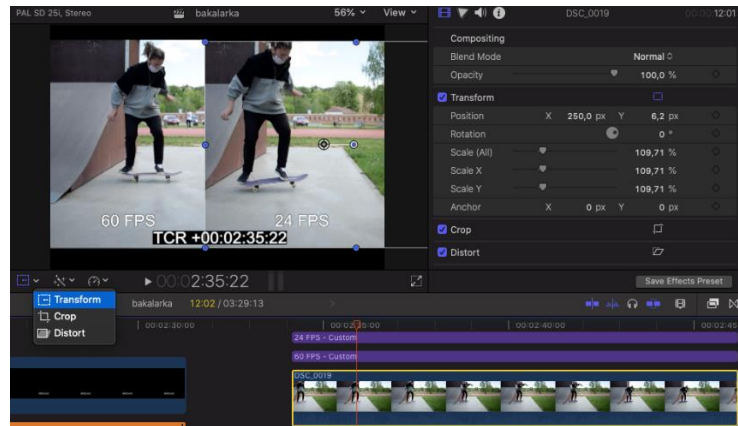 PAL SD 25i, Stereo bakalarka 56% View DSC_0019 00:00:12:01
Compositing
Blend Mode Normal
Opacity 100,0 %
Transform
Position X 250,0 px Y 6,2 px
Rotation 0 °
Scale (All) 109,71 %
Scale X 109,71 %
Scale Y 109,71 %
Anchor X 0 px Y 0 px
60 FPS 24 FPS
Crop
TCR +00:02:35:22
Distort
00:02:35:22 Save Effects Preset
Transform bakalarka 12:02 / 03:29:13
Crop
00:02:30:00 00:02:35:00 00:02:40:00 00:02:45
Distort
24 FPS - Custom
60 FPS - Custom
DSC_0019